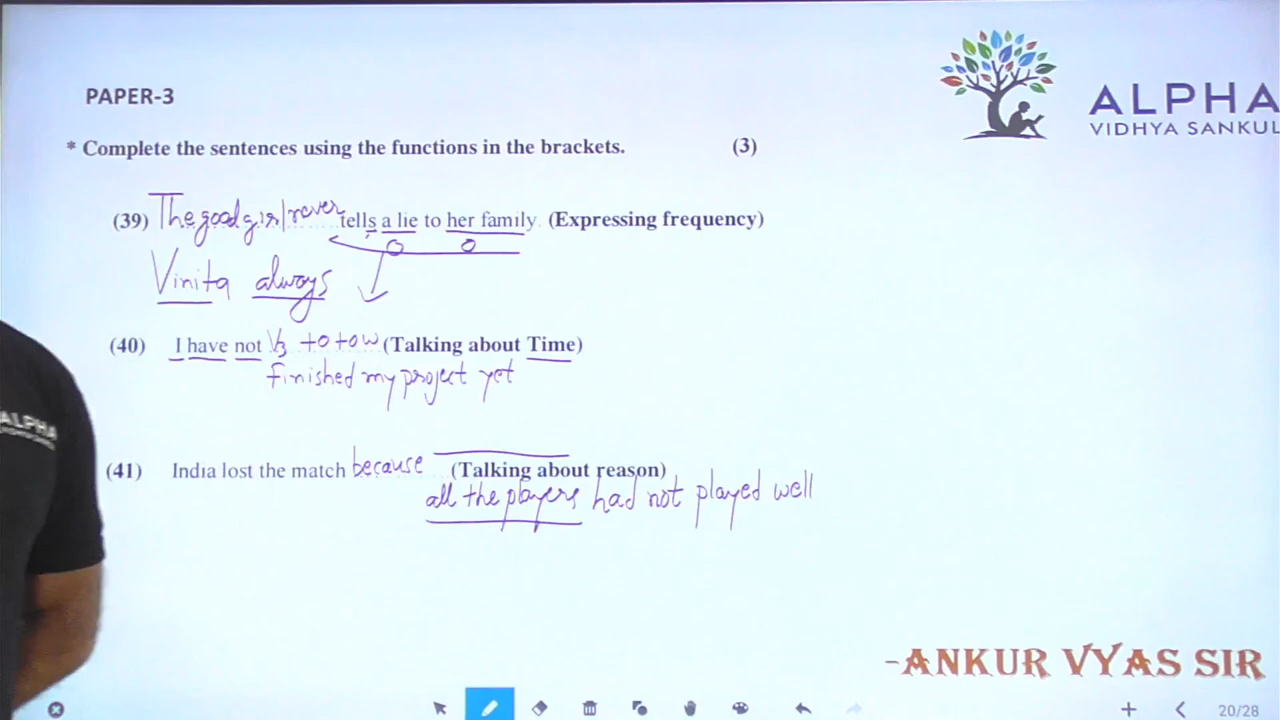 ALPHA
VIDHYA SANKUL
PAPER-3
* Complete the sentences using the functions in the brackets. (3)
(39) The good girl never tells a lie to her family. (Expressing frequency)
Vinita always
(40) I have not V3 to tow (Talking about Time)
finished my project yet
(41) India lost the match because (Talking about reason)
all the players had not played well
ALPHA
-ANKUR VYAS SIR
20/28